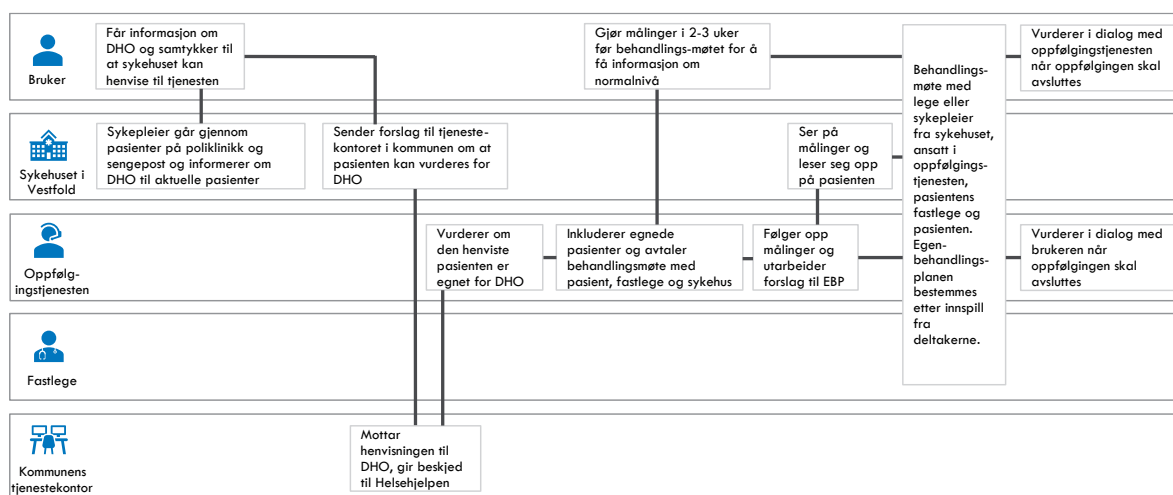 Bruker
Får informasjon om
DHO og samtykker til
at sykehuset kan
henvise til tjenesten
Gjør målinger i 2-3 uker
før behandlings-møtet for å
få informasjon om
normalnivå
Vurderer i dialog med
oppfølgingstjenesten
når oppfølgingen skal
avsluttes
Behandlings-
møte med
lege eller
sykepleier
fra sykehuset,
ansatt i
oppfølgings-
tjenesten,
pasientens
fastlege og
pasienten.
Egen-
behandlings-
planen
bestemmes
etter innspill
fra
deltakerne.
Sykehuset i
Vestfold
Sykepleier går gjennom
pasienter på poliklinikk og
sengepost og informerer om
DHO til aktuelle pasienter
Sender forslag til tjeneste-
kontoret i kommunen om at
pasienten kan vurderes for
DHO
Ser på
målinger og
leser seg opp
på pasienten
Oppfølg-
ingstjenesten
Vurderer om
den henviste
pasienten er
egnet for DHO
Inkluderer egnede
pasienter og avtaler
behandlingsmøte med
pasient, fastlege og sykehus
Følger opp
målinger og
utarbeider
forslag til EBP
Vurderer i dialog med
brukeren når
oppfølgingen skal
avsluttes
Fastlege
Kommunens
tjenestekontor
Mottar
henvisningen til
DHO, gir beskjed
til Helsehjelpen